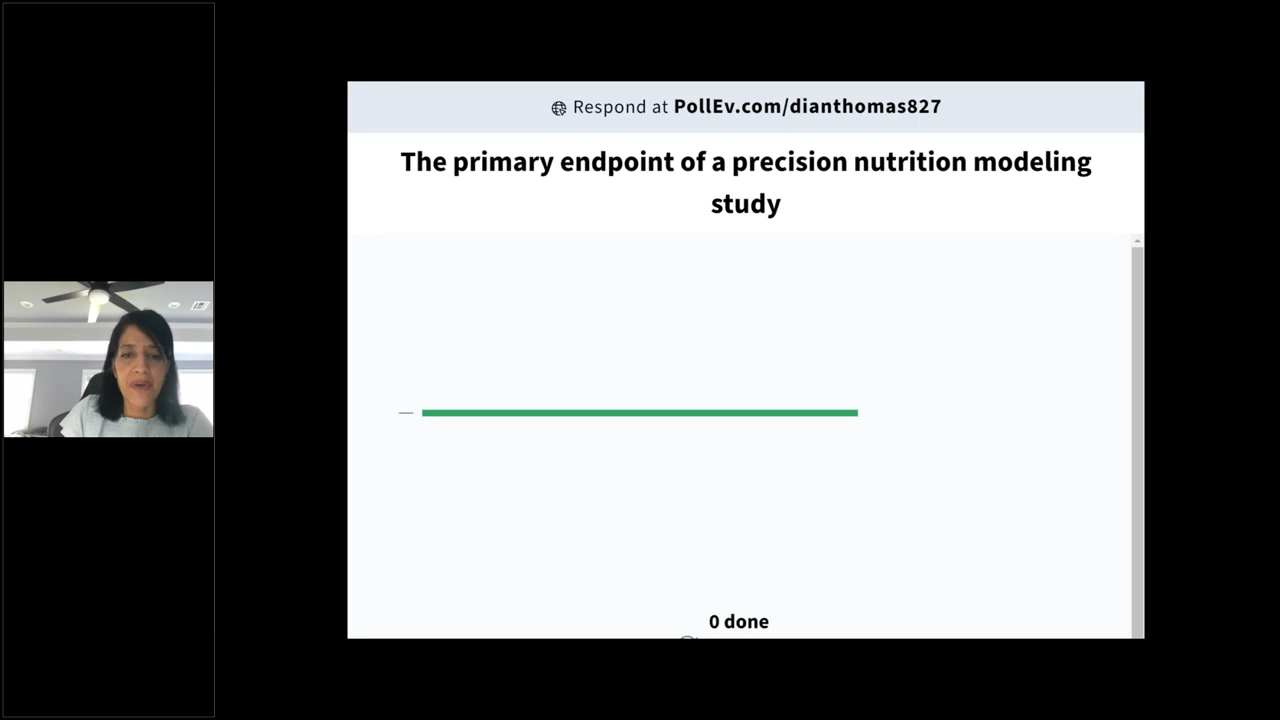 Respond at PollEv.com/dianthomas827
The primary endpoint of a precision nutrition modeling
study
0 done